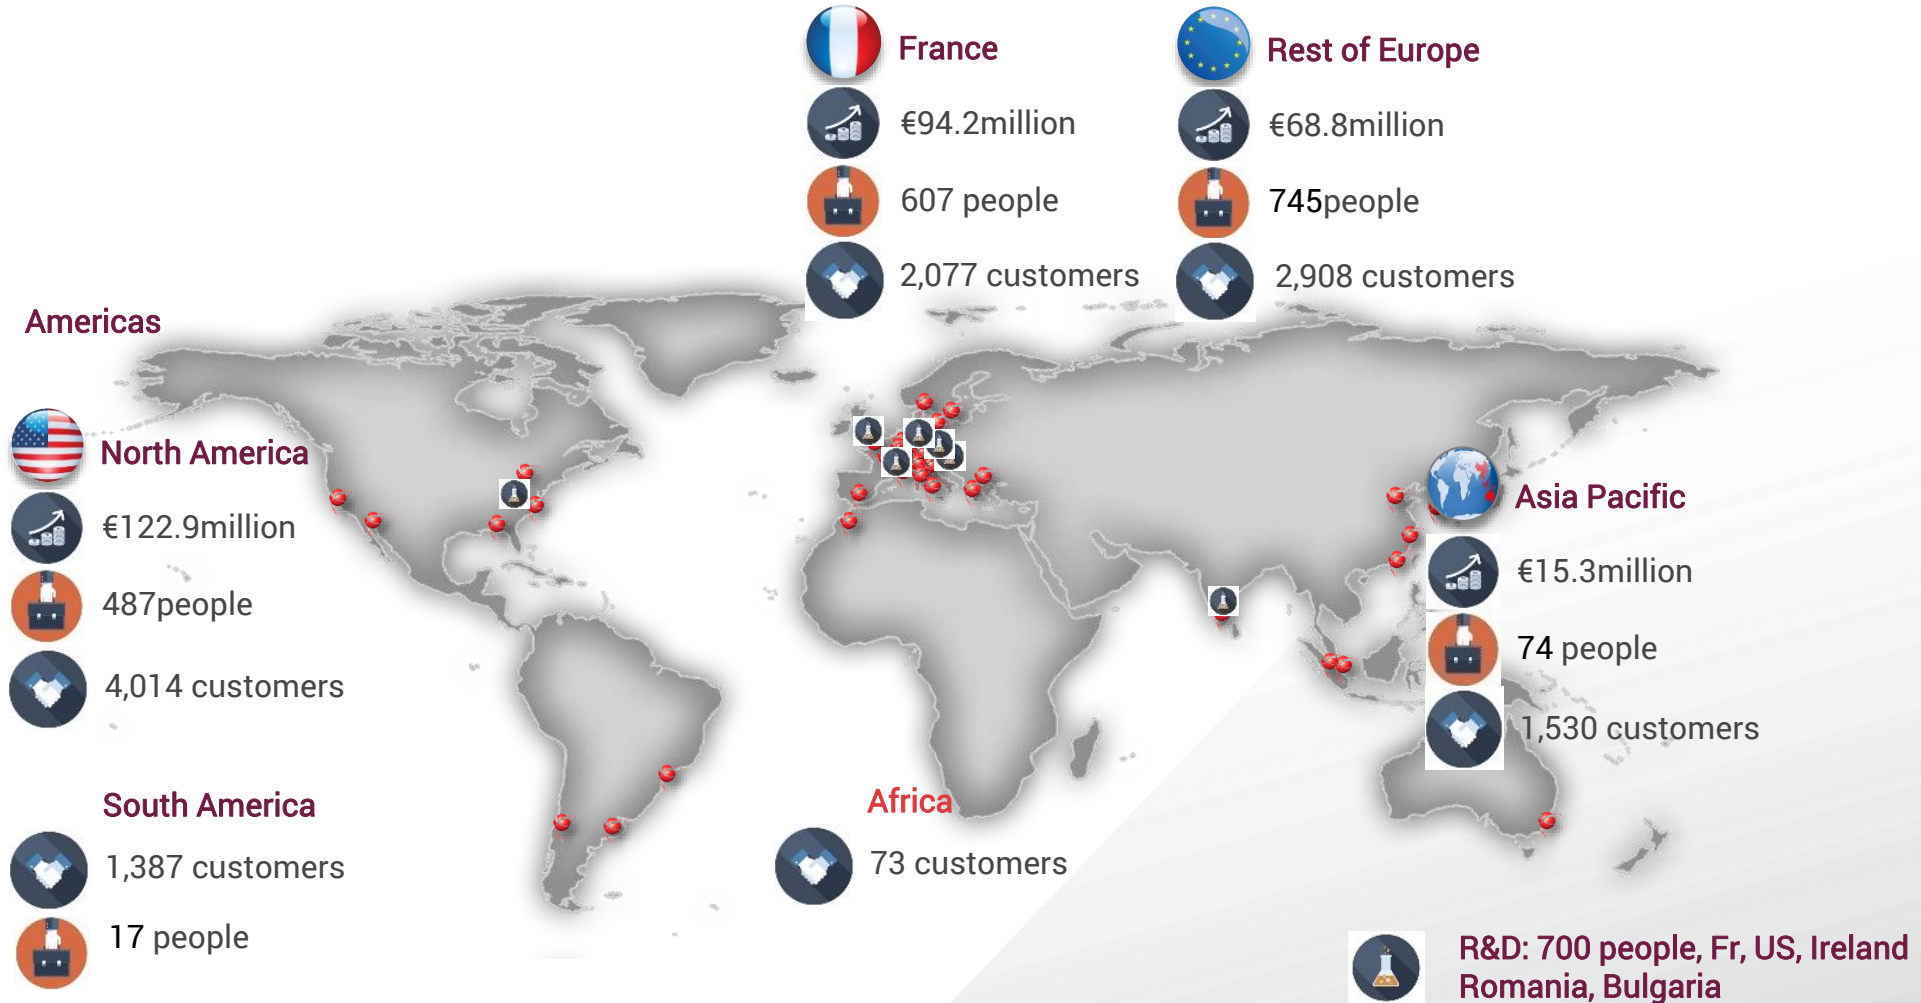 France
€94.2million
607 people
2,077 customers
Rest of Europe
€68.8million
745people
2,908 customers
Americas
North America
€122.9million
487people
4,014 customers
South America
1,387 customers
17 people
Africa
73 customers
Asia Pacific
€15.3million
74 people
1,530 customers
R&D: 700 people, Fr, US, Ireland
Romania, Bulgaria